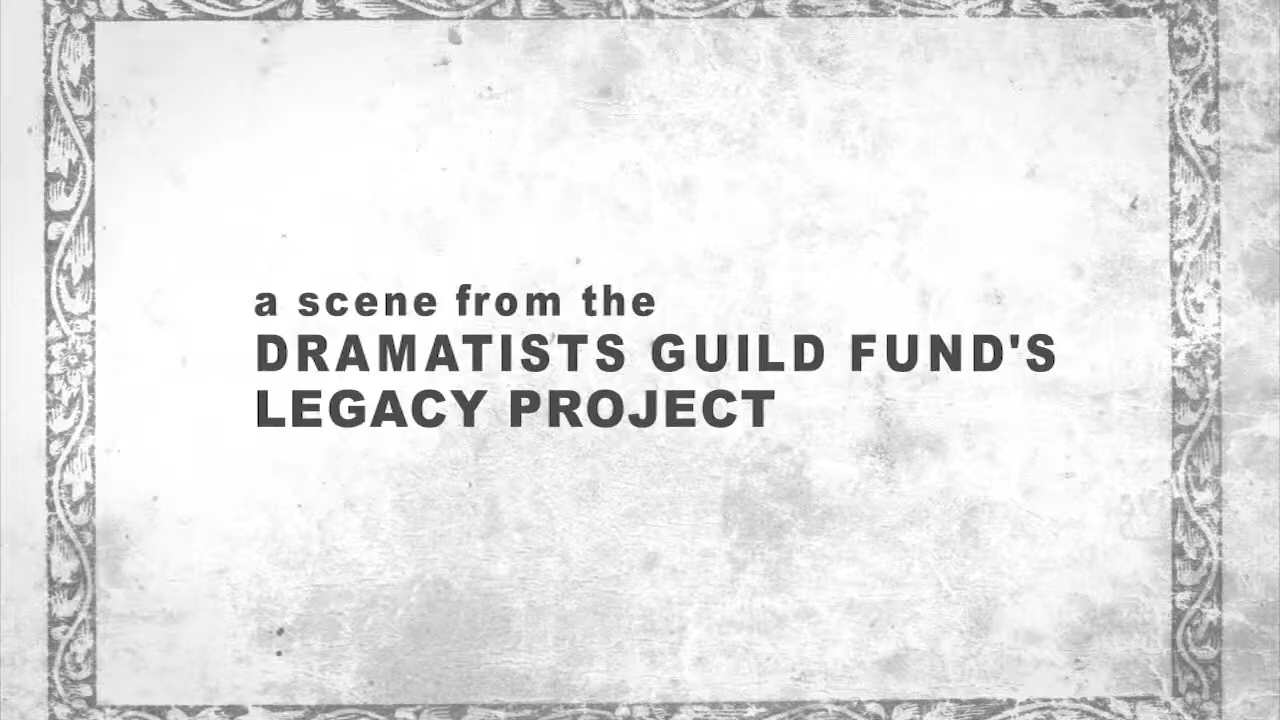 a scene from the
DRAMATISTS GUILD FUND'S
LEGACY PROJECT